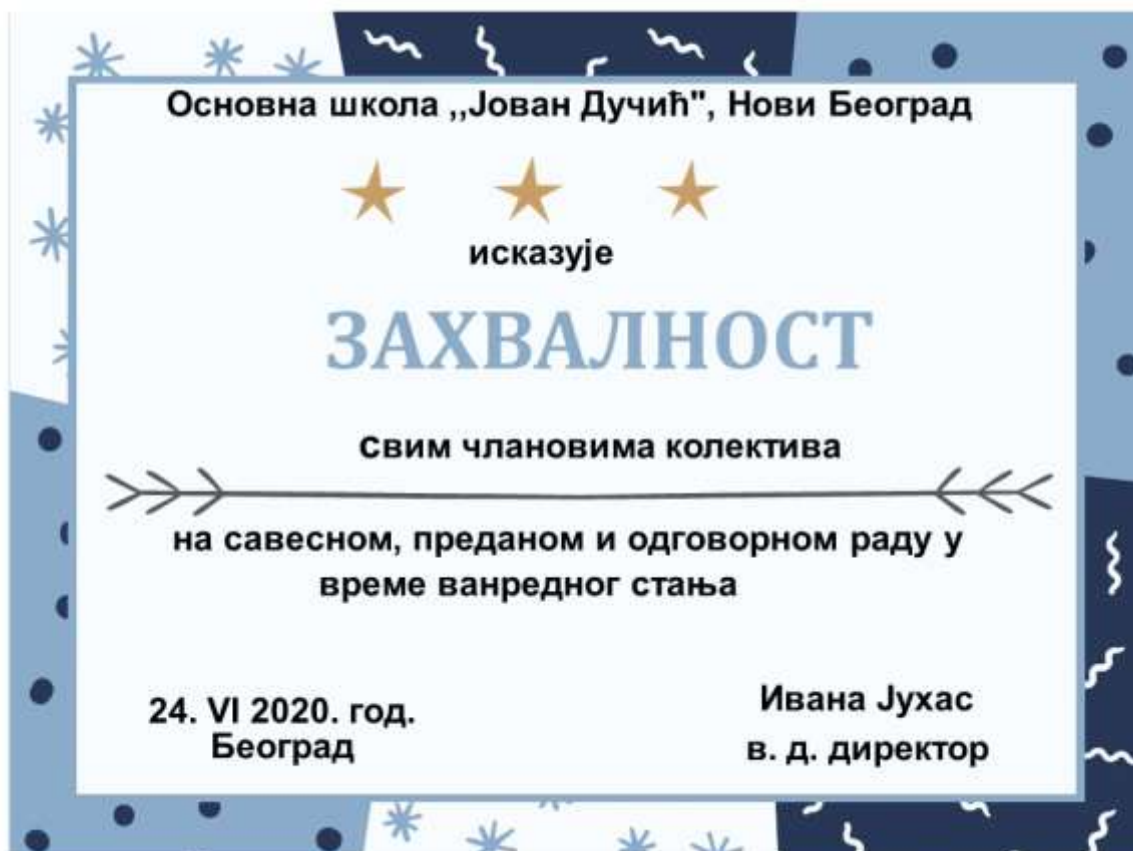 Основна школа ,,Јован Дучић", Нови Београд
исказује
ЗАХВАЛНОСТ
свим члановима колектива
на савесном, преданом и одговорном раду у
време ванредног стања
24. VI 2020. год.
Београд
Ивана Јухас
в. д. директор